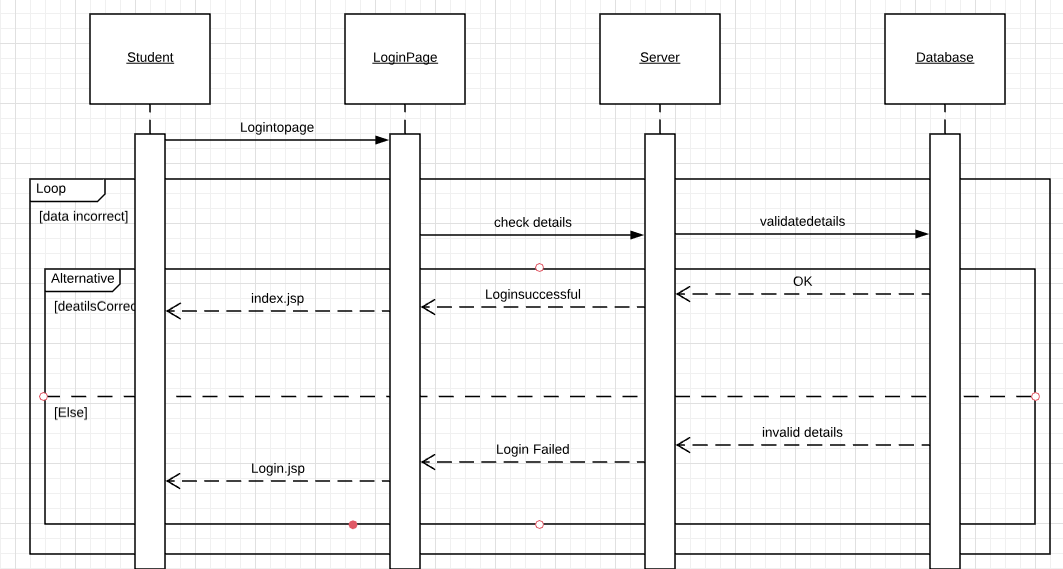 Student
LoginPage
Server
Database
Logintopage
Loop
[data incorrect]
check details
validatedetails
Alternative
[deatilsCorrec
index.jsp
Loginsuccessful
OK
[Else]
invalid details
Login Failed
Login.jsp